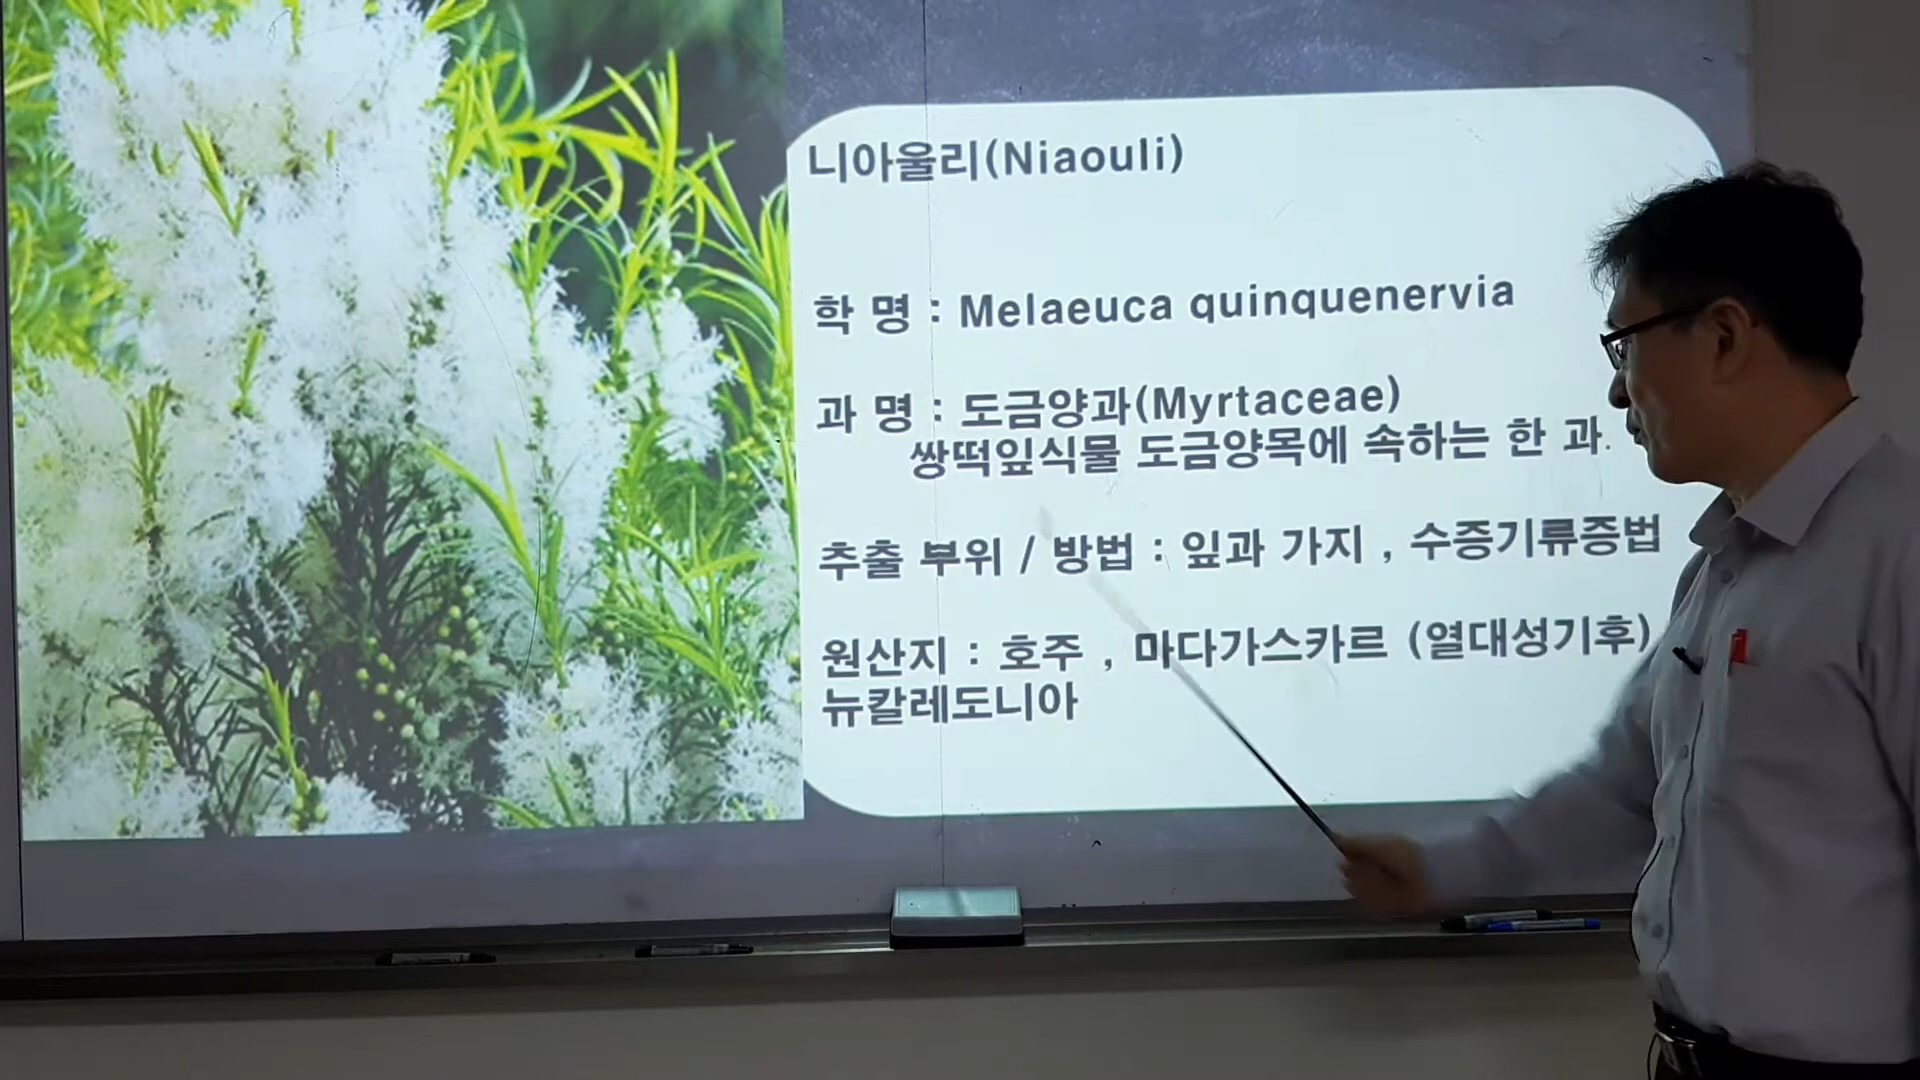 니아울리(Niaouli)
학 명 : Melaeuca quinquenervia
과 명 : 도금양과(Myrtaceae)
쌍떡잎식물 도금양목에 속하는 한 과.
추출 부위 / 방법 : 잎과 가지 , 수증기류증법
원산지 : 호주 , 마다가스카르 (열대성기후)
뉴칼레도니아